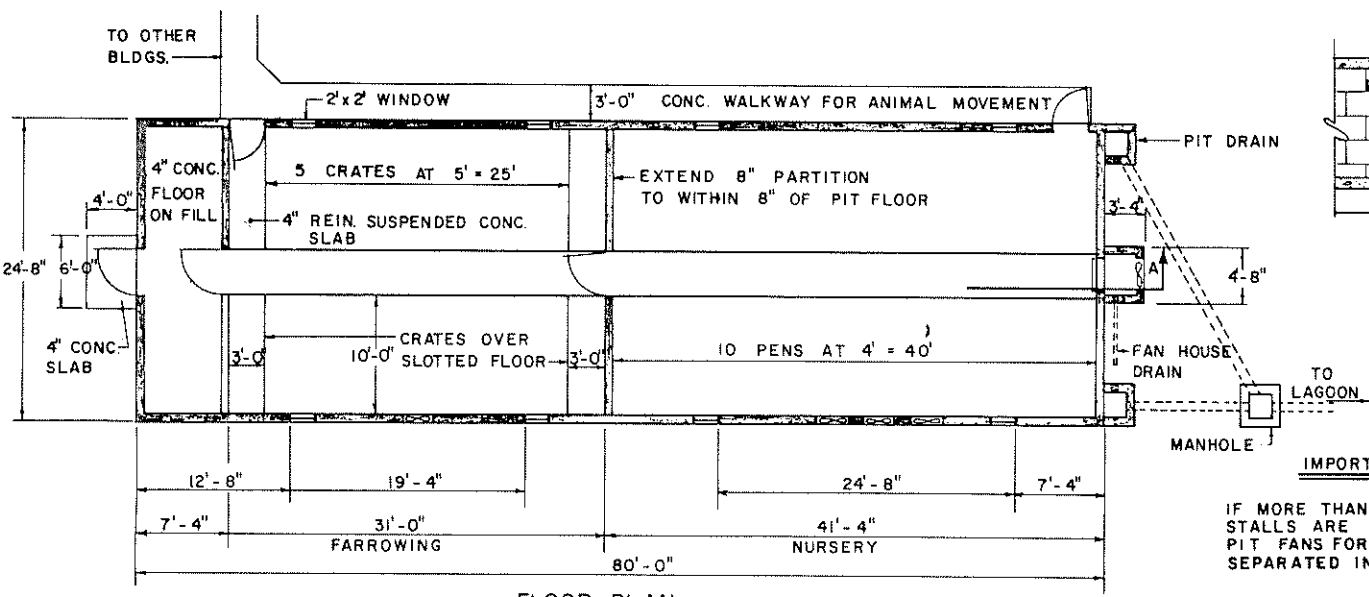 TO OTHER
BLDGS.
2' x 2' WINDOW
3'-0" CONC. WALKWAY FOR ANIMAL MOVEMENT
PIT DRAIN
4" CONC.
FLOOR
ON FILL
5 CRATES AT 5' = 25'
EXTEND 8" PARTITION
TO WITHIN 8" OF PIT FLOOR
4" REIN. SUSPENDED CONC.
SLAB
4'-0"
3'-4"
24'-8"
6'-0"
A
4'-8"
4" CONC.
SLAB
3'-0"
10'-0"
CRATES OVER
SLOTTED FLOOR
3'-0"
10 PENS AT 4' = 40'
FAN HOUSE
DRAIN
TO
LAGOON
MANHOLE
IMPORT
12'-8"
19'-4"
24'-8"
7'-4"
7'-4"
31'-0"
41'-4"
FARROWING
NURSERY
80'-0"
IF MORE THAN
STALLS ARE
PIT FANS FOR
SEPARATED IN